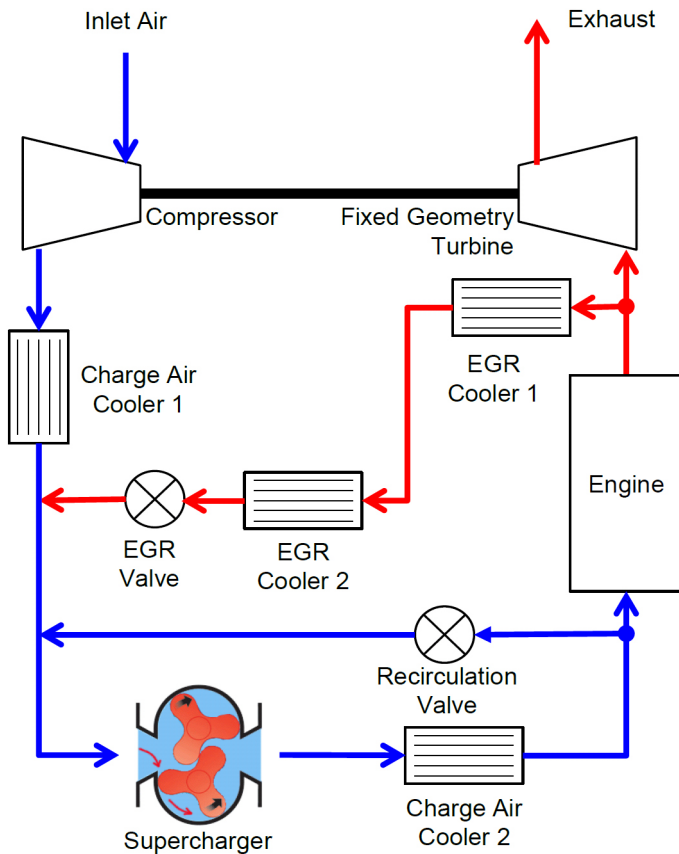 Inlet Air
Exhaust
Compressor
Fixed Geometry
Turbine
Charge Air
Cooler 1
EGR
Cooler 1
Engine
EGR
Valve
EGR
Cooler 2
Recirculation
Valve
Supercharger
Charge Air
Cooler 2